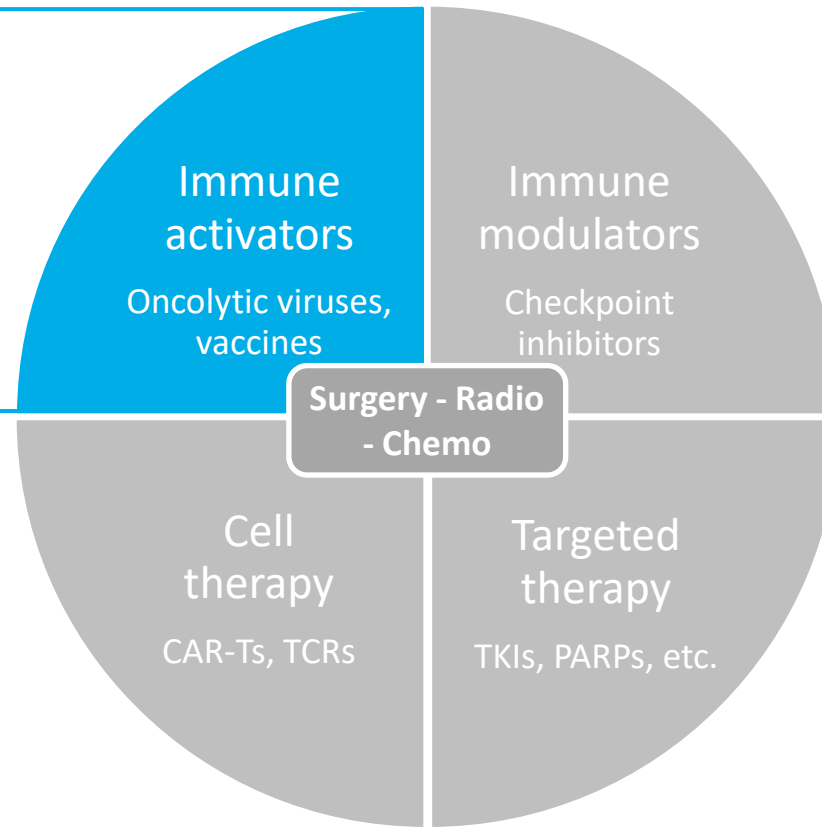 Immune
activators
Oncolytic viruses,
vaccines
Immune
modulators
Checkpoint
inhibitors
Surgery - Radio
- Chemo
Cell
therapy
CAR-Ts, TCRs
Targeted
therapy
TKIs, PARPs, etc.